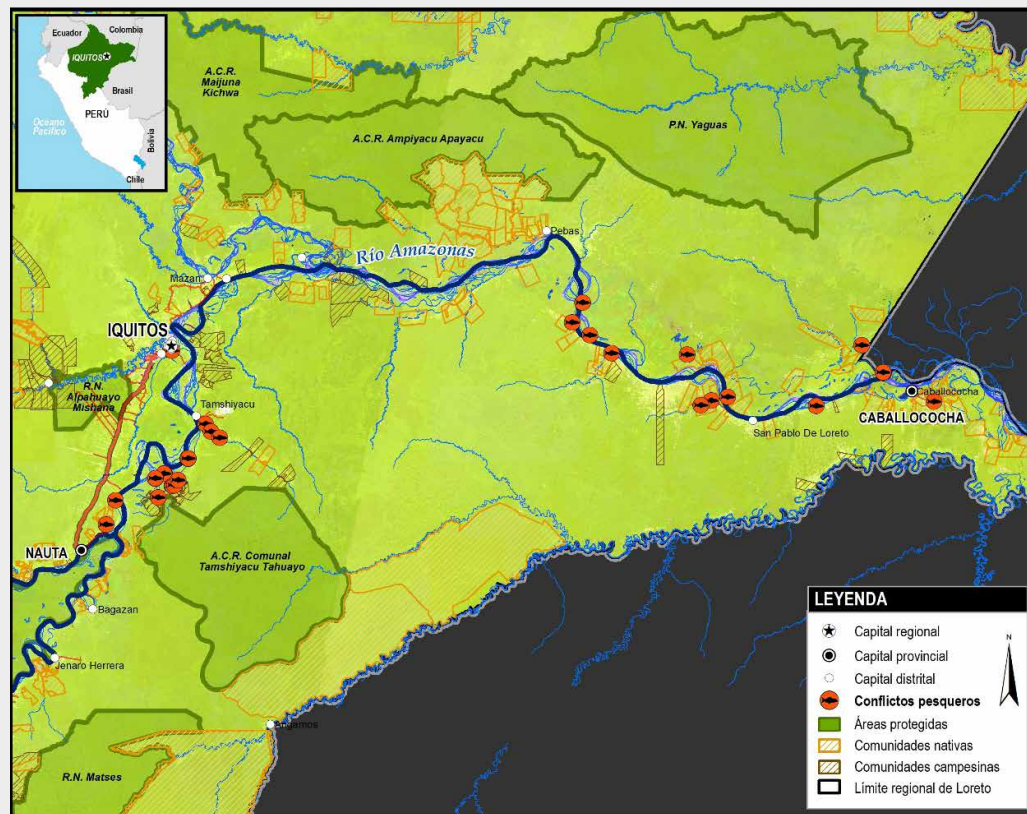 Ecuador
Colombia
IQUITOS
Brasil
PERÚ
Océano
Pacífico
Bolivia
Chile
A.C.R.
Maijuna
Kichwa
A.C.R. Ampiyacu Apayacu
P.N. Yaguas
Río Amazonas
Pebas
Mazan
IQUITOS
R.N.
Alpahuayo
Mishana
Tamshiyacu
Caballococha
CABALLOCOCHA
San Pablo De Loreto
NAUTA
A.C.R. Comunal
Tamshiyacu Tahuayo
Bagazan
Jenaro Herrera
Angamos
R.N. Matses
LEYENDA
Capital regional
N
Capital provincial
Capital distrital
Conflictos pesqueros
Áreas protegidas
Comunidades nativas
Comunidades campesinas
Límite regional de Loreto